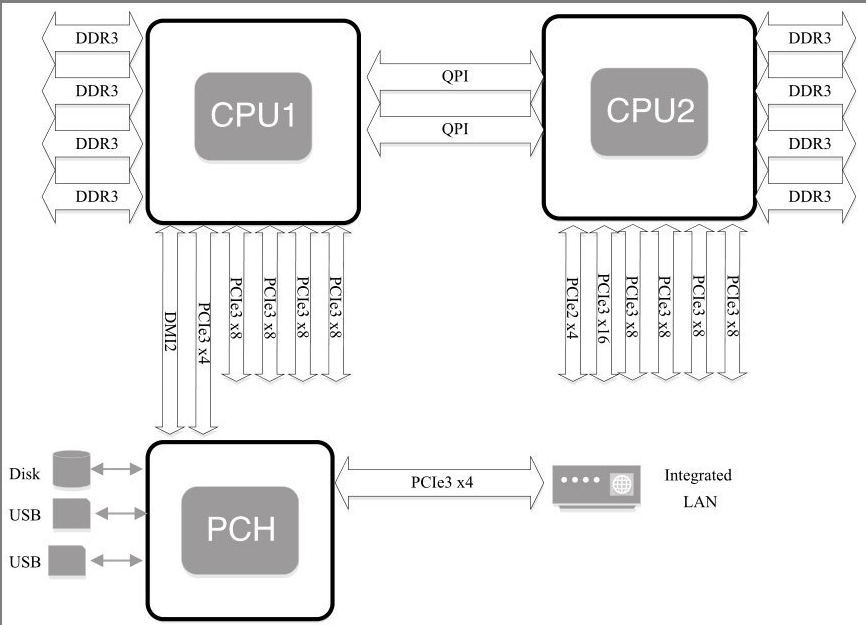 DDR3
DDR3
DDR3
DDR3
CPU1
QPI
QPI
CPU2
DDR3
DDR3
DDR3
DDR3
DMI2
PCIe3 x4
PCIe3 x8
PCIe3 x8
PCIe3 x8
PCIe3 x8
PCIe2 x4
PCIe3 x16
PCIe3 x8
PCIe3 x8
PCIe3 x8
PCIe3 x8
Disk
USB
USB
PCH
PCIe3 x4
Integrated
LAN